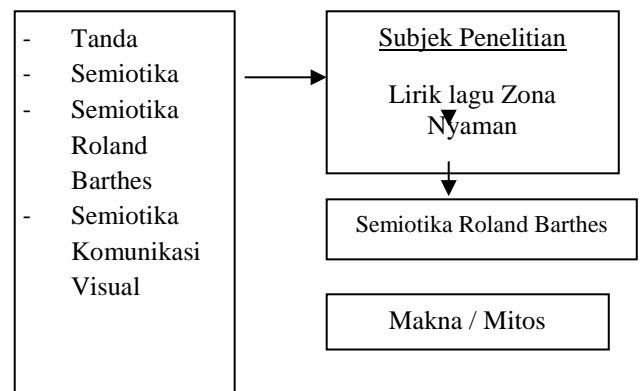 - Tanda
- Semiotika
- Semiotika
Roland
Barthes
- Semiotika
Komunikasi
Visual
Subjek Penelitian
Lirik lagu Zona
Nyaman
Semiotika Roland Barthes
Makna / Mitos